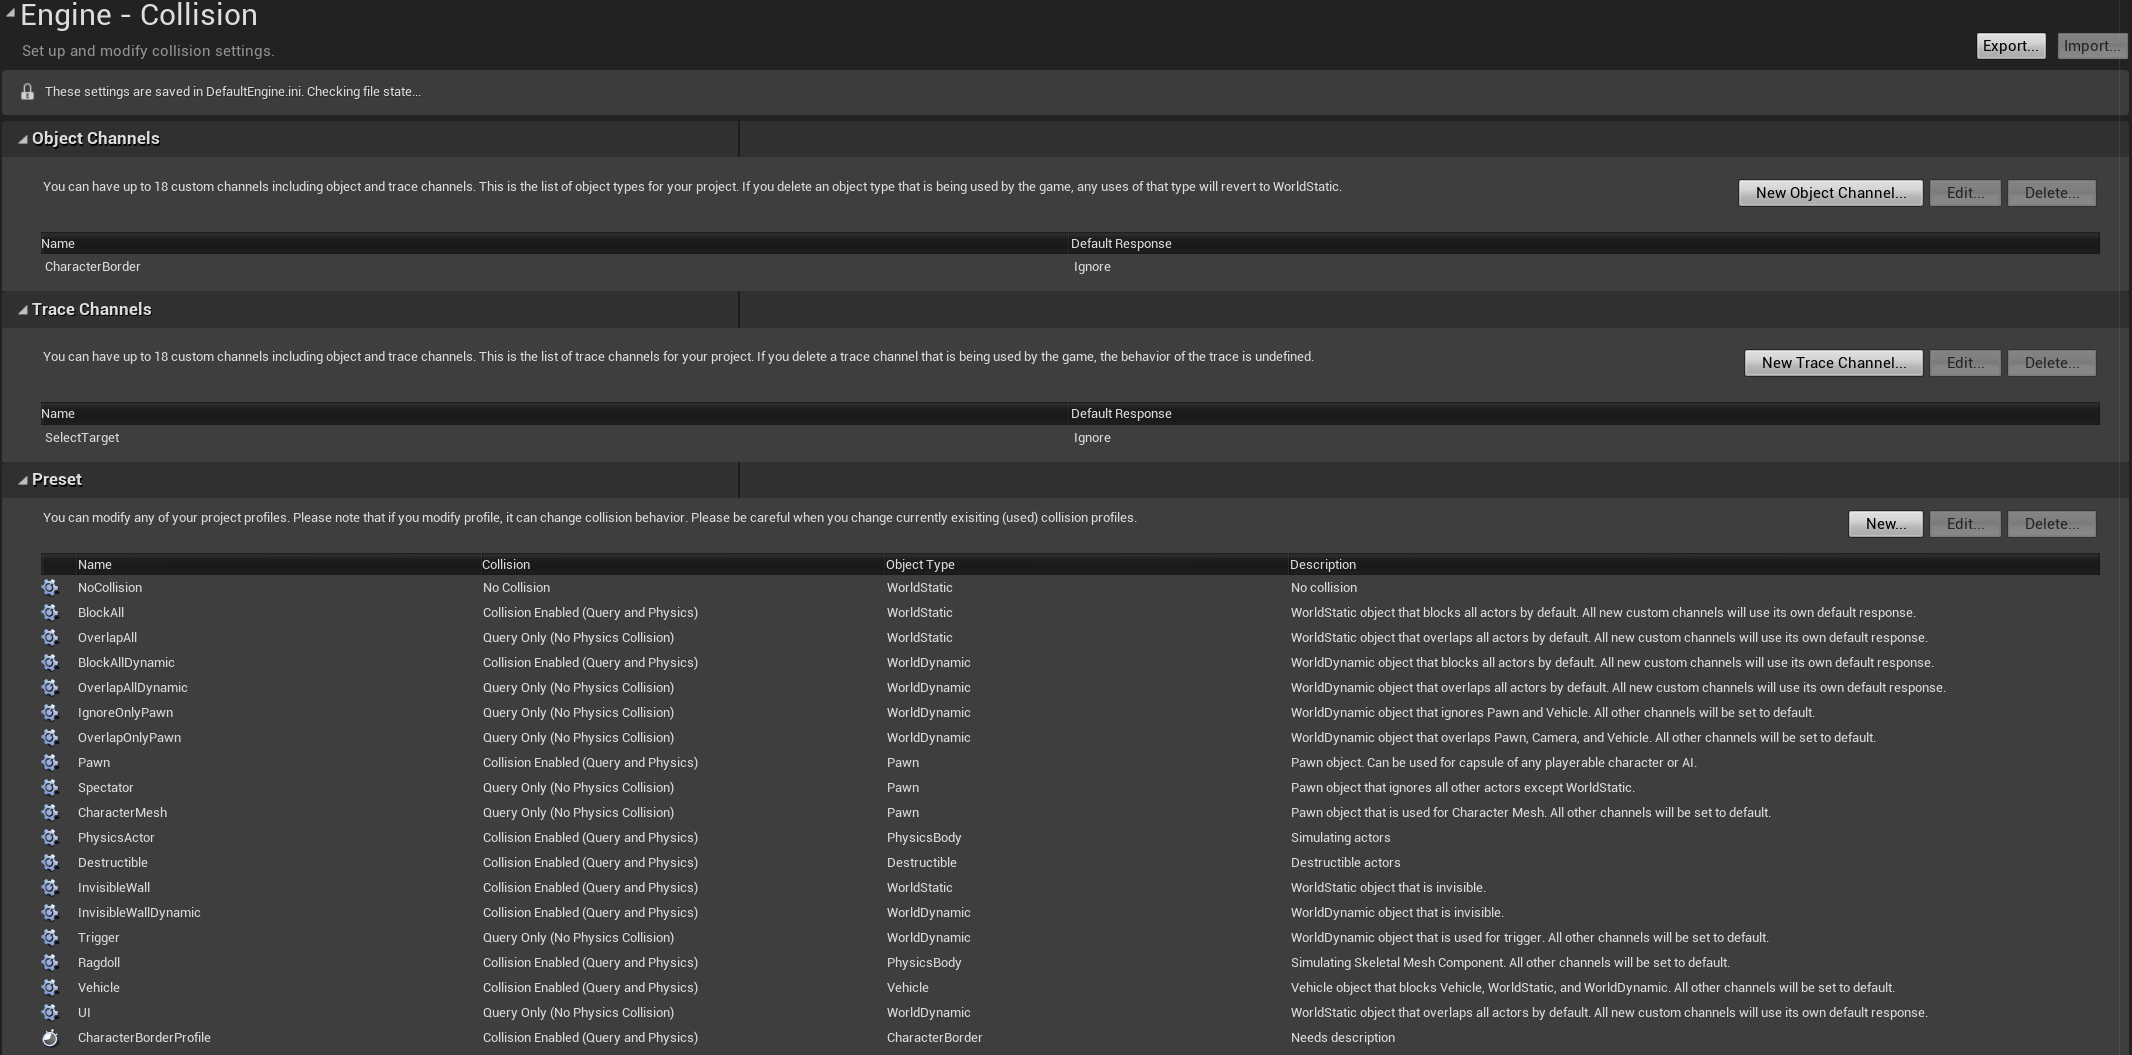 Engine - Collision
Set up and modify collision settings.
Export...
Import...
These settings are saved in DefaultEngine.ini. Checking file state...
Object Channels
You can have up to 18 custom channels including object and trace channels. This is the list of object types for your project. If you delete an object type that is being used by the game, any uses of that type will revert to WorldStatic.
New Object Channel... Edit... Delete...
Name Default Response
CharacterBorder Ignore
Trace Channels
You can have up to 18 custom channels including object and trace channels. This is the list of trace channels for your project. If you delete a trace channel that is being used by the game, the behavior of the trace is undefined.
New Trace Channel... Edit... Delete...
Name Default Response
SelectTarget Ignore
Preset
You can modify any of your project profiles. Please note that if you modify profile, it can change collision behavior. Please be careful when you change currently exisiting (used) collision profiles.
New... Edit... Delete...
Name Collision Object Type Description
NoCollision No Collision WorldStatic No collision
BlockAll Collision Enabled (Query and Physics) WorldStatic WorldStatic object that blocks all actors by default. All new custom channels will use its own default response.
OverlapAll Query Only (No Physics Collision) WorldStatic WorldStatic object that overlaps all actors by default. All new custom channels will use its own default response.
BlockAllDynamic Collision Enabled (Query and Physics) WorldDynamic WorldDynamic object that blocks all actors by default. All new custom channels will use its own default response.
OverlapAllDynamic Query Only (No Physics Collision) WorldDynamic WorldDynamic object that overlaps all actors by default. All new custom channels will use its own default response.
IgnoreOnlyPawn Query Only (No Physics Collision) WorldDynamic WorldDynamic object that ignores Pawn and Vehicle. All other channels will be set to default.
OverlapOnlyPawn Query Only (No Physics Collision) WorldDynamic WorldDynamic object that overlaps Pawn, Camera, and Vehicle. All other channels will be set to default.
Pawn Collision Enabled (Query and Physics) Pawn Pawn object. Can be used for capsule of any playerable character or AI.
Spectator Query Only (No Physics Collision) Pawn Pawn object that ignores all other actors except WorldStatic.
CharacterMesh Query Only (No Physics Collision) Pawn Pawn object that is used for Character Mesh. All other channels will be set to default.
PhysicsActor Collision Enabled (Query and Physics) PhysicsBody Simulating actors
Destructible Collision Enabled (Query and Physics) Destructible Destructible actors
InvisibleWall Collision Enabled (Query and Physics) WorldStatic WorldStatic object that is invisible.
InvisibleWallDynamic Collision Enabled (Query and Physics) WorldDynamic WorldDynamic object that is invisible.
Trigger Query Only (No Physics Collision) WorldDynamic WorldDynamic object that is used for trigger. All other channels will be set to default.
Ragdoll Collision Enabled (Query and Physics) PhysicsBody Simulating Skeletal Mesh Component. All other channels will be set to default.
Vehicle Collision Enabled (Query and Physics) Vehicle Vehicle object that blocks Vehicle, WorldStatic, and WorldDynamic. All other channels will be set to default.
UI Query Only (No Physics Collision) WorldDynamic WorldStatic object that overlaps all actors by default. All new custom channels will use its own default response.
CharacterBorderProfile Collision Enabled (Query and Physics) CharacterBorder Needs description